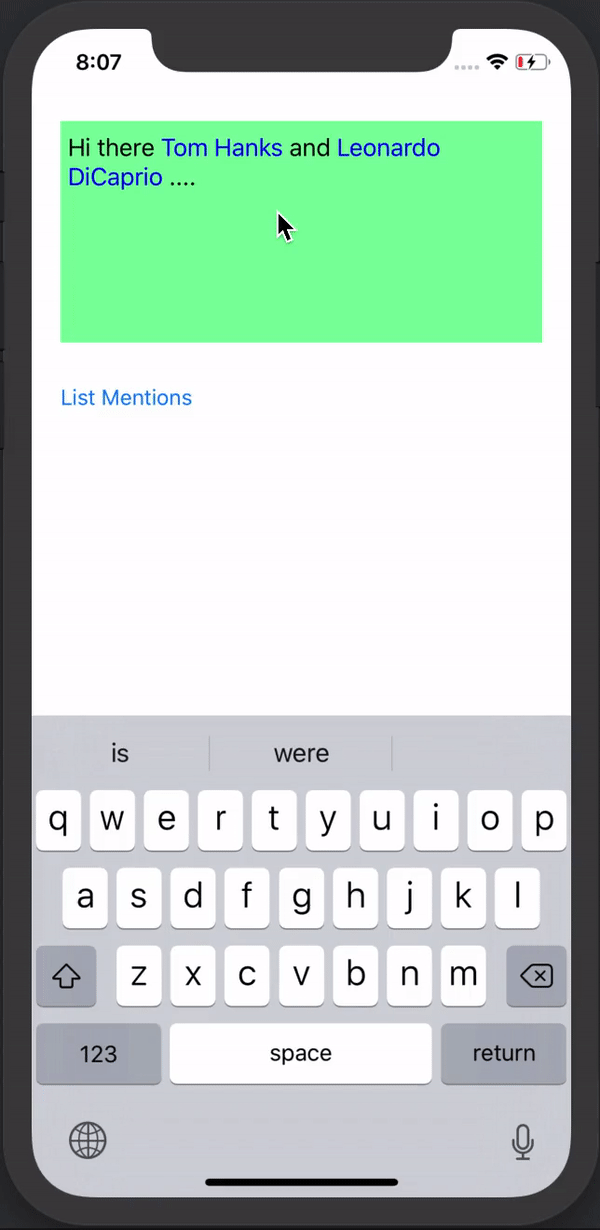 8:07
Hi there Tom Hanks and Leonardo
DiCaprio ....
List Mentions
is were
q w e r t y u i o p
a s d f g h j k l
z x c v b n m
123 space return